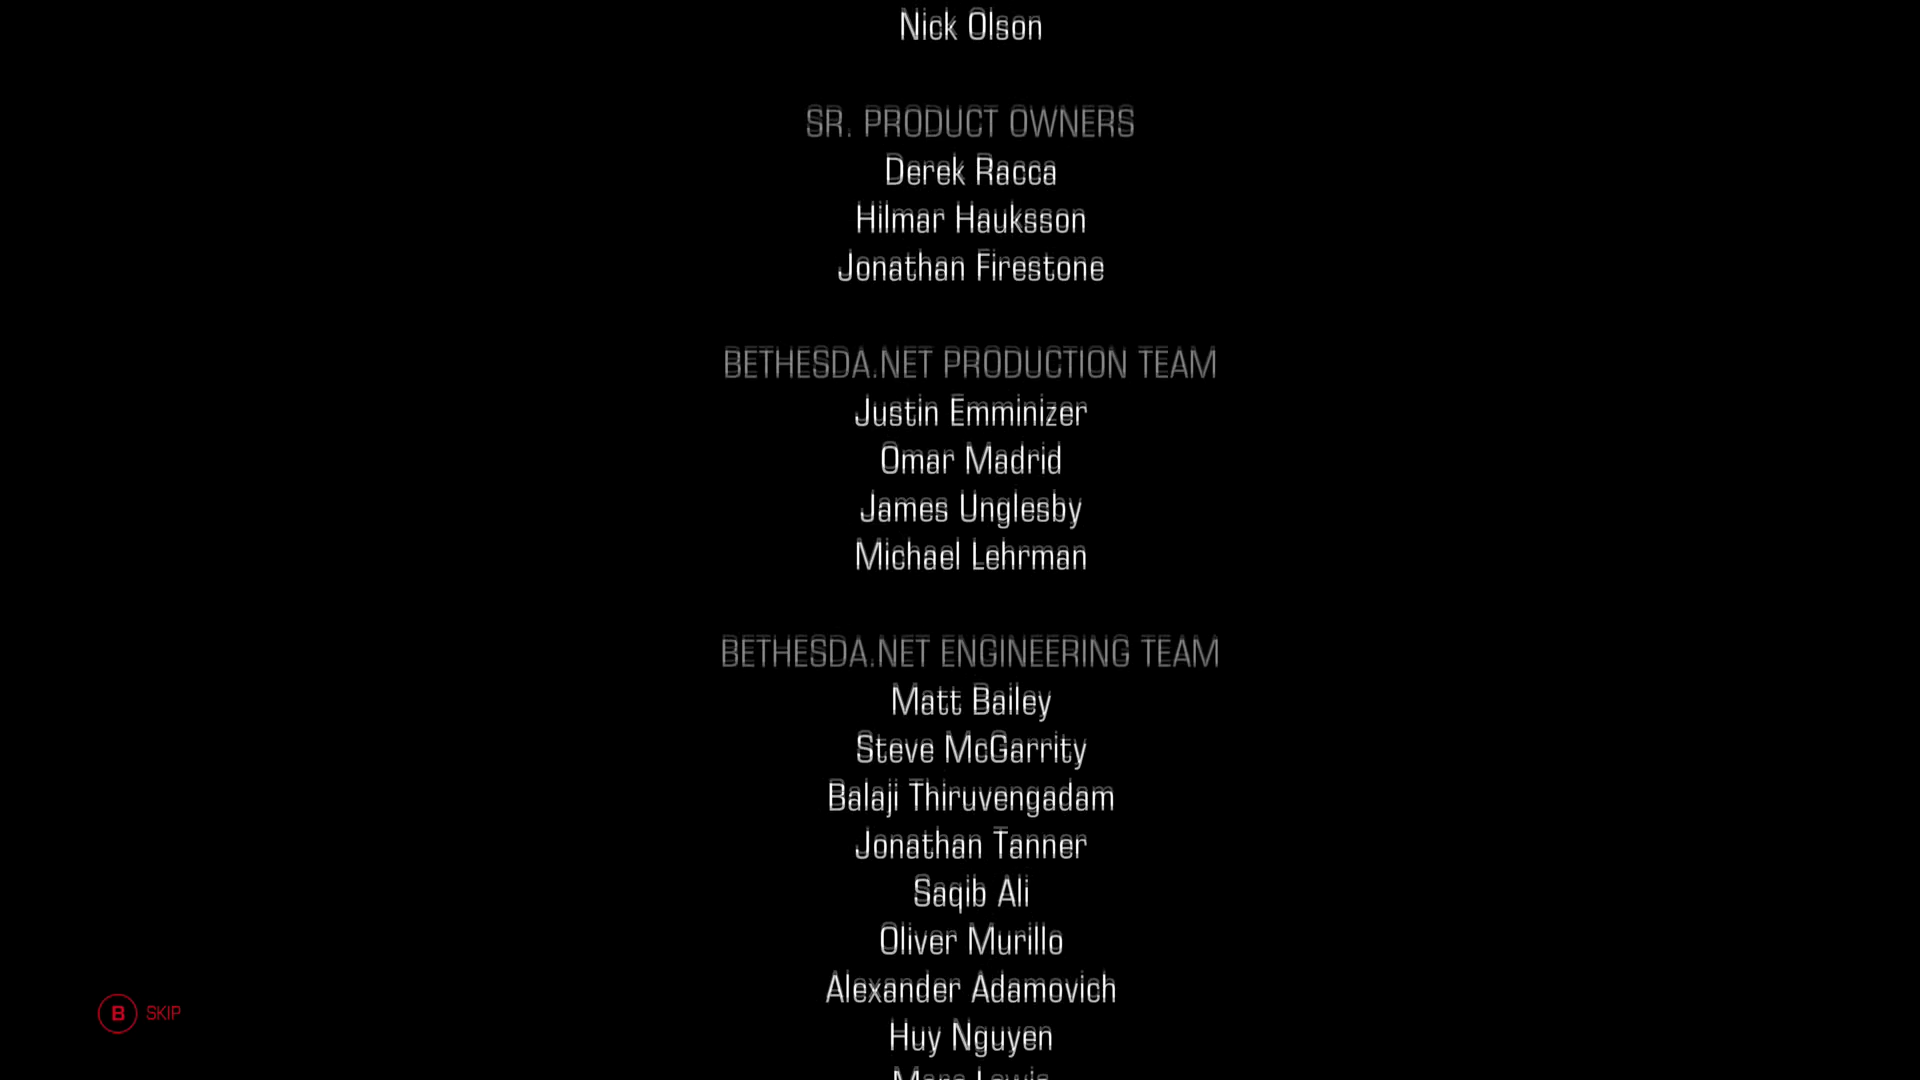 Nick Olson
SR. PRODUCT OWNERS
Derek Racca
Hilmar Hauksson
Jonathan Firestone
BETHESDA.NET PRODUCTION TEAM
Justin Emminizer
Omar Madrid
James Unglesby
Michael Lehrman
BETHESDA.NET ENGINEERING TEAM
Matt Bailey
Steve McGarrity
Balaji Thiruvengadam
Jonathan Tanner
Saqib Ali
Oliver Murillo
Alexander Adamovich
B SKIP
Huy Nguyen